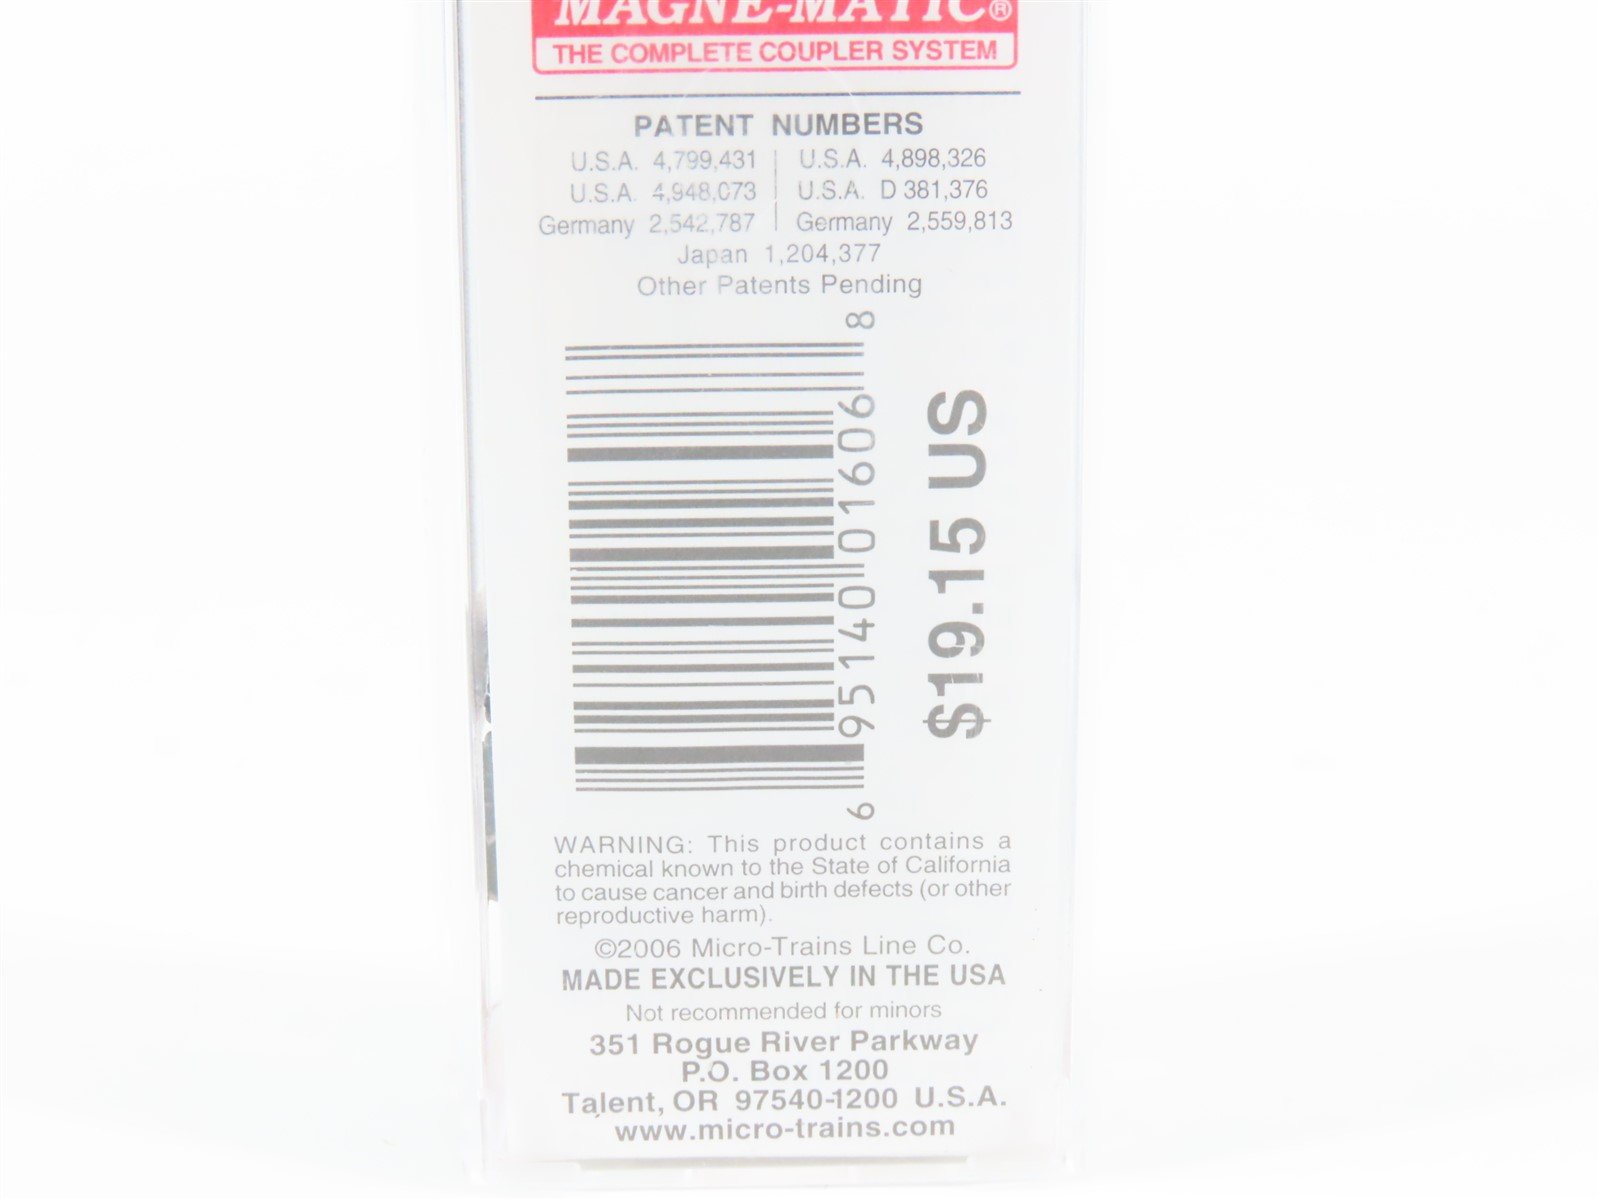 MAGNE-MATIC®
THE COMPLETE COUPLER SYSTEM
PATENT NUMBERS
U.S.A. 4,799,431 U.S.A. 4,898,326
U.S.A. 4,948,073 U.S.A. D 381,376
Germany 2,542,787 Germany 2,559,813
Japan 1,204,377
Other Patents Pending
6 95140 01606 8
$19.15 US
WARNING: This product contains a
chemical known to the State of California
to cause cancer and birth defects (or other
reproductive harm).
©2006 Micro-Trains Line Co.
MADE EXCLUSIVELY IN THE USA
Not recommended for minors
351 Rogue River Parkway
P.O. Box 1200
Talent, OR 97540-1200 U.S.A.
www.micro-trains.com